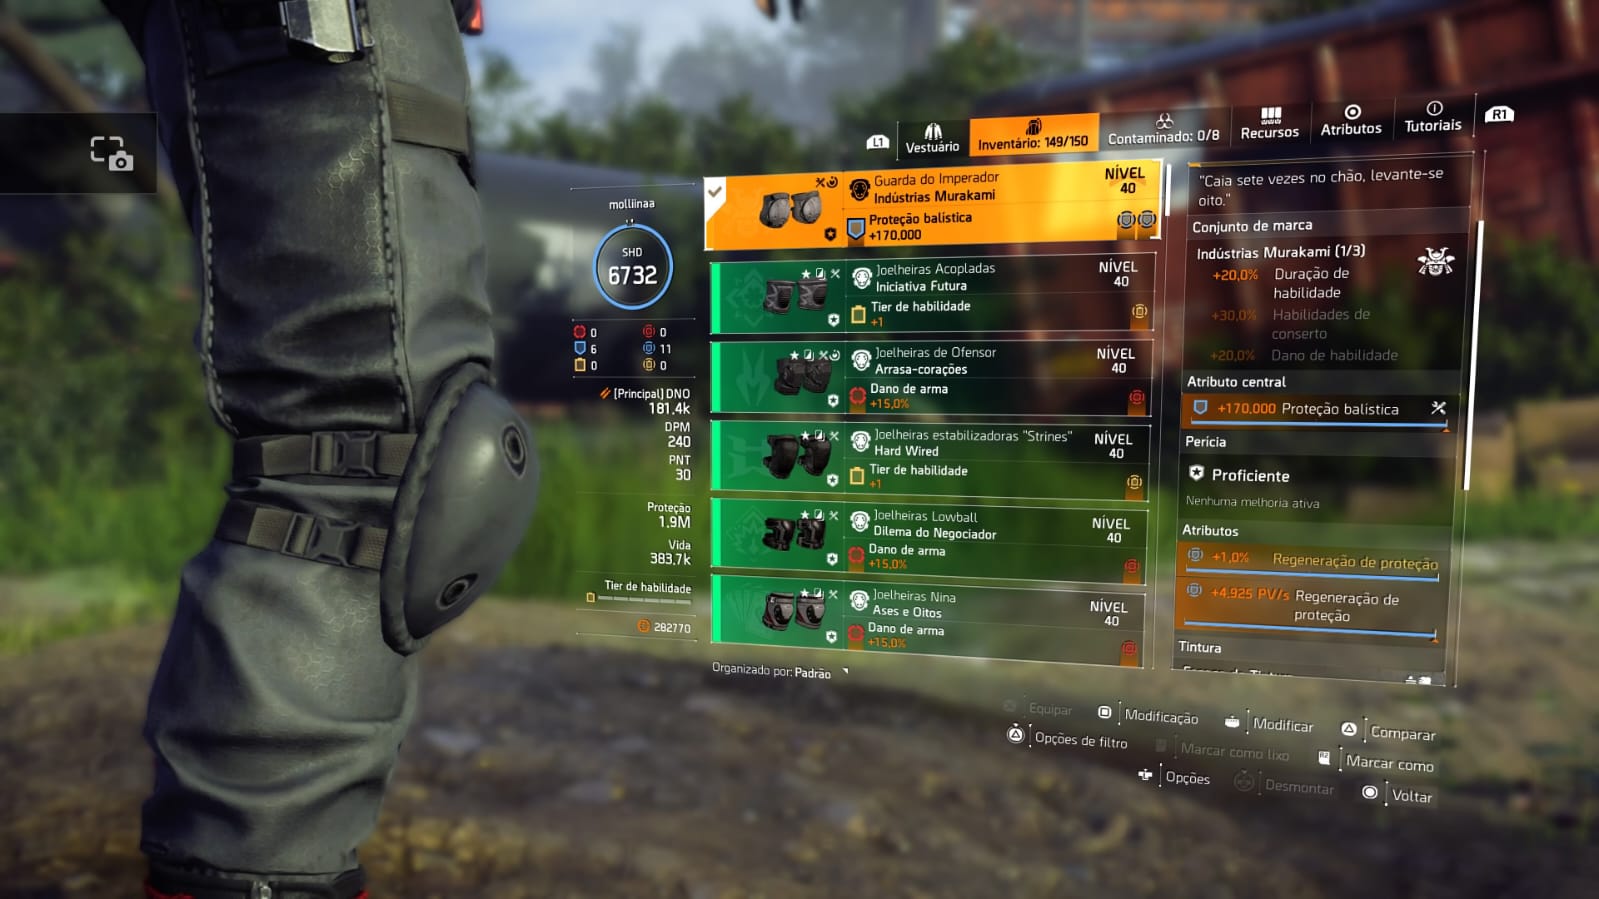 L1
Vestuário
Inventário: 149/150
Contaminado: 0/8
Recursos
Atributos
Tutoriais
R1
molliinaa
SHD
6732
0
0
6
11
0
0
[Principal] DNO
181.4k
DPM
240
PNT
30
Proteção
1.9M
Vida
383.7k
Tier de habilidade
282770
Guarda do Imperador
Indústrias Murakami
NÍVEL
40
Proteção balística
+170.000
Joelheiras Acopladas
Iniciativa Futura
NÍVEL
40
Tier de habilidade
+1
Joelheiras de Ofensor
Arrasa-corações
NÍVEL
40
Dano de arma
+15,0%
Joelheiras estabilizadoras "Strines"
Hard Wired
NÍVEL
40
Tier de habilidade
+1
Joelheiras Lowball
Dilema do Negociador
NÍVEL
40
Dano de arma
+15,0%
Joelheiras Nina
Ases e Oitos
NÍVEL
40
Dano de arma
+15,0%
Organizado por: Padrão
"Caia sete vezes no chão, levante-se
oito."
Conjunto de marca
Indústrias Murakami (1/3)
+20,0% Duração de
habilidade
+30,0% Habilidades de
conserto
+20,0% Dano de habilidade
Atributo central
+170.000 Proteção balística
Perícia
Proficiente
Nenhuma melhoria ativa
Atributos
+1,0% Regeneração de proteção
+4.925 PV/s Regeneração de
proteção
Tintura
Equipar
Modificação
Modificar
Comparar
Opções de filtro
Marcar como lixo
R2
Marcar como
Opções
Desmontar
Voltar